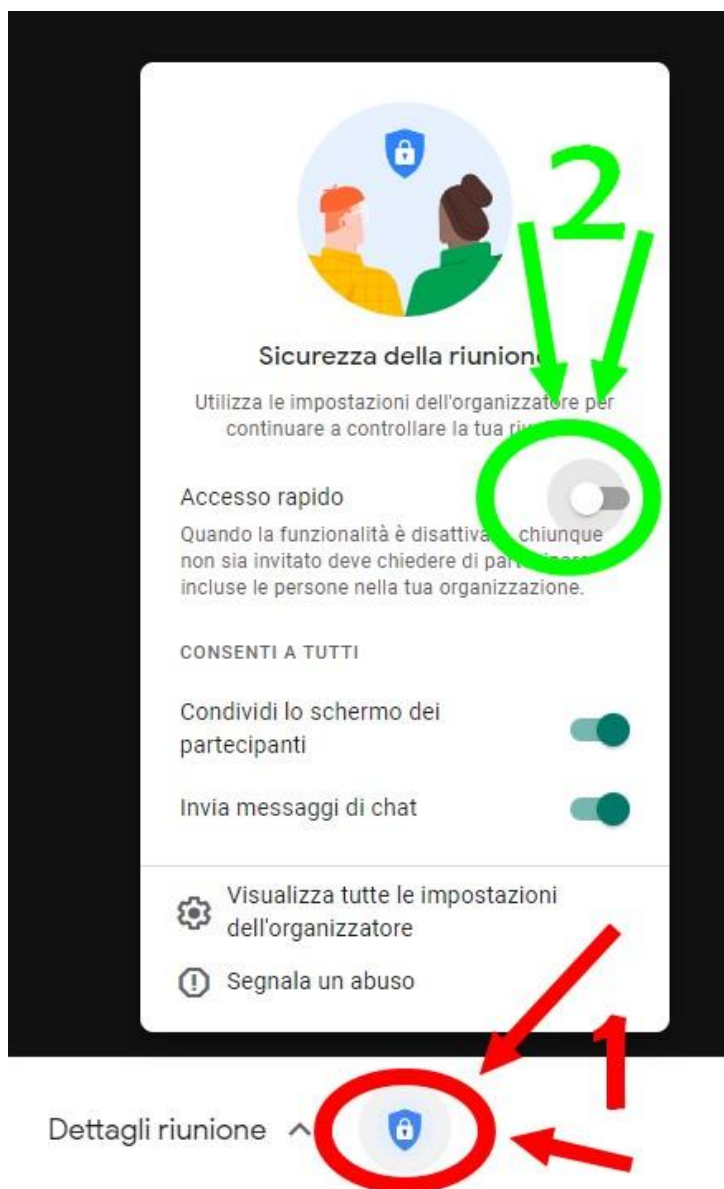 2
Sicurezza della riunione
Utilizza le impostazioni dell'organizzatore per
continuare a controllare la tua
Accesso rapido
Quando la funzionalità è chiunque
non sia invitato deve chiedere di
incluse le persone nella tua organizzazione.
CONSENTI A TUTTI
Condividi lo schermo dei
partecipanti
Invia messaggi di chat
Visualizza tutte le impostazioni
dell'organizzatore
Segnala un abuso
1
Dettagli riunione